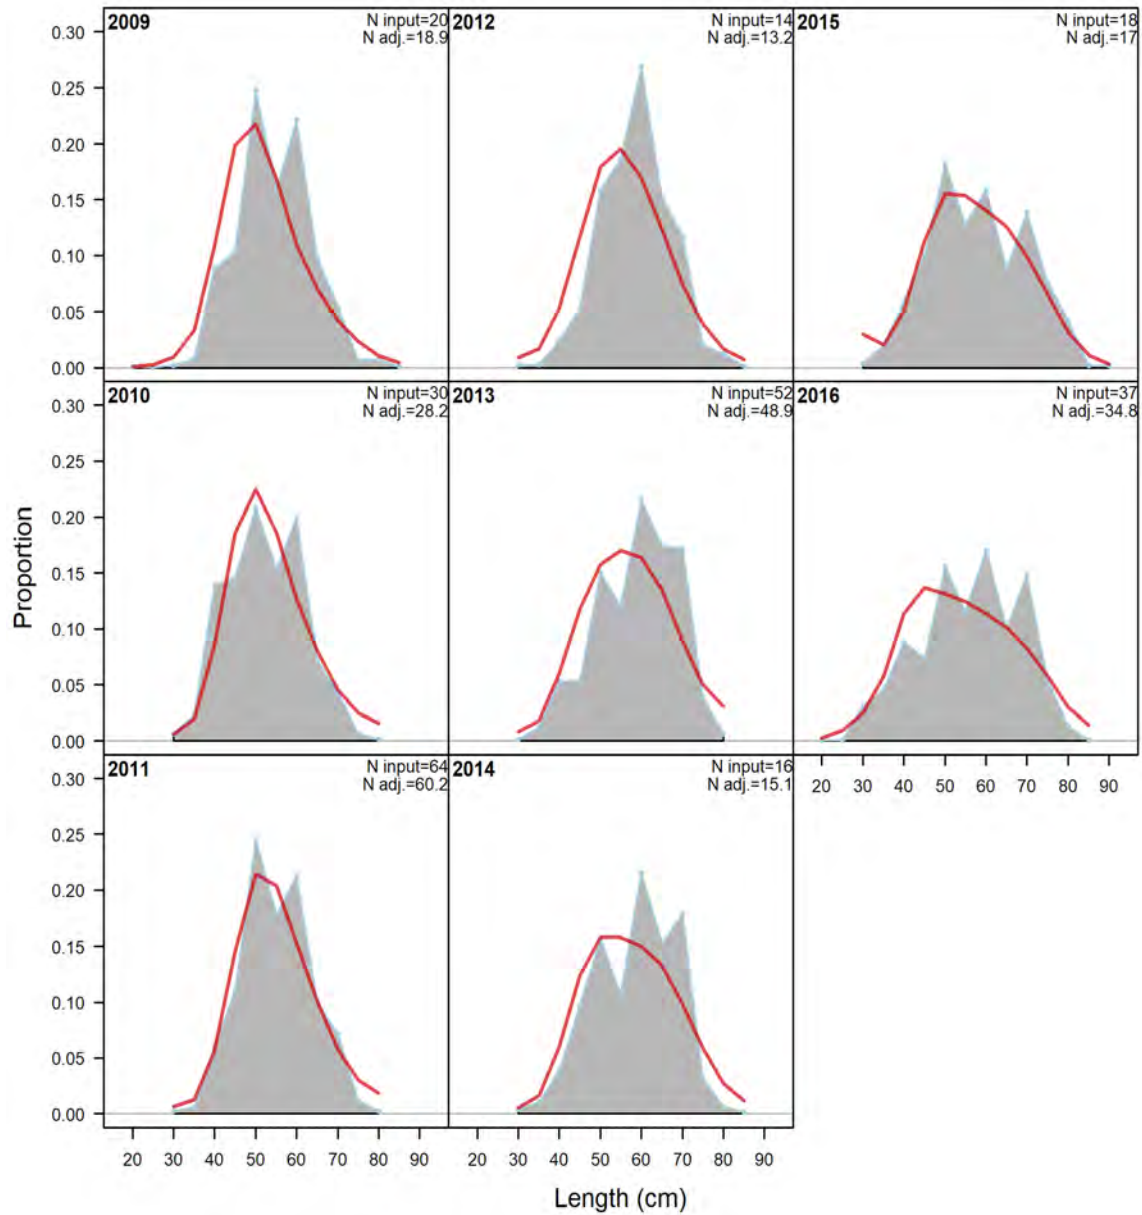 2009
N input=20
N adj.=18.9
2012
N input=14
N adj.=13.2
2015
N input=18
N adj.=17
0.30
0.25
0.20
0.15
0.10
0.05
0.00
2010
N input=30
N adj.=28.2
2013
N input=52
N adj.=48.9
2016
N input=37
N adj.=34.8
0.30
0.25
0.20
0.15
0.10
0.05
0.00
Proportion
20 30 40 50 60 70 80 90
2011
N input=64
N adj.=60.2
2014
N input=16
N adj.=15.1
0.30
0.25
0.20
0.15
0.10
0.05
0.00
20 30 40 50 60 70 80 90
20 30 40 50 60 70 80 90
Length (cm)